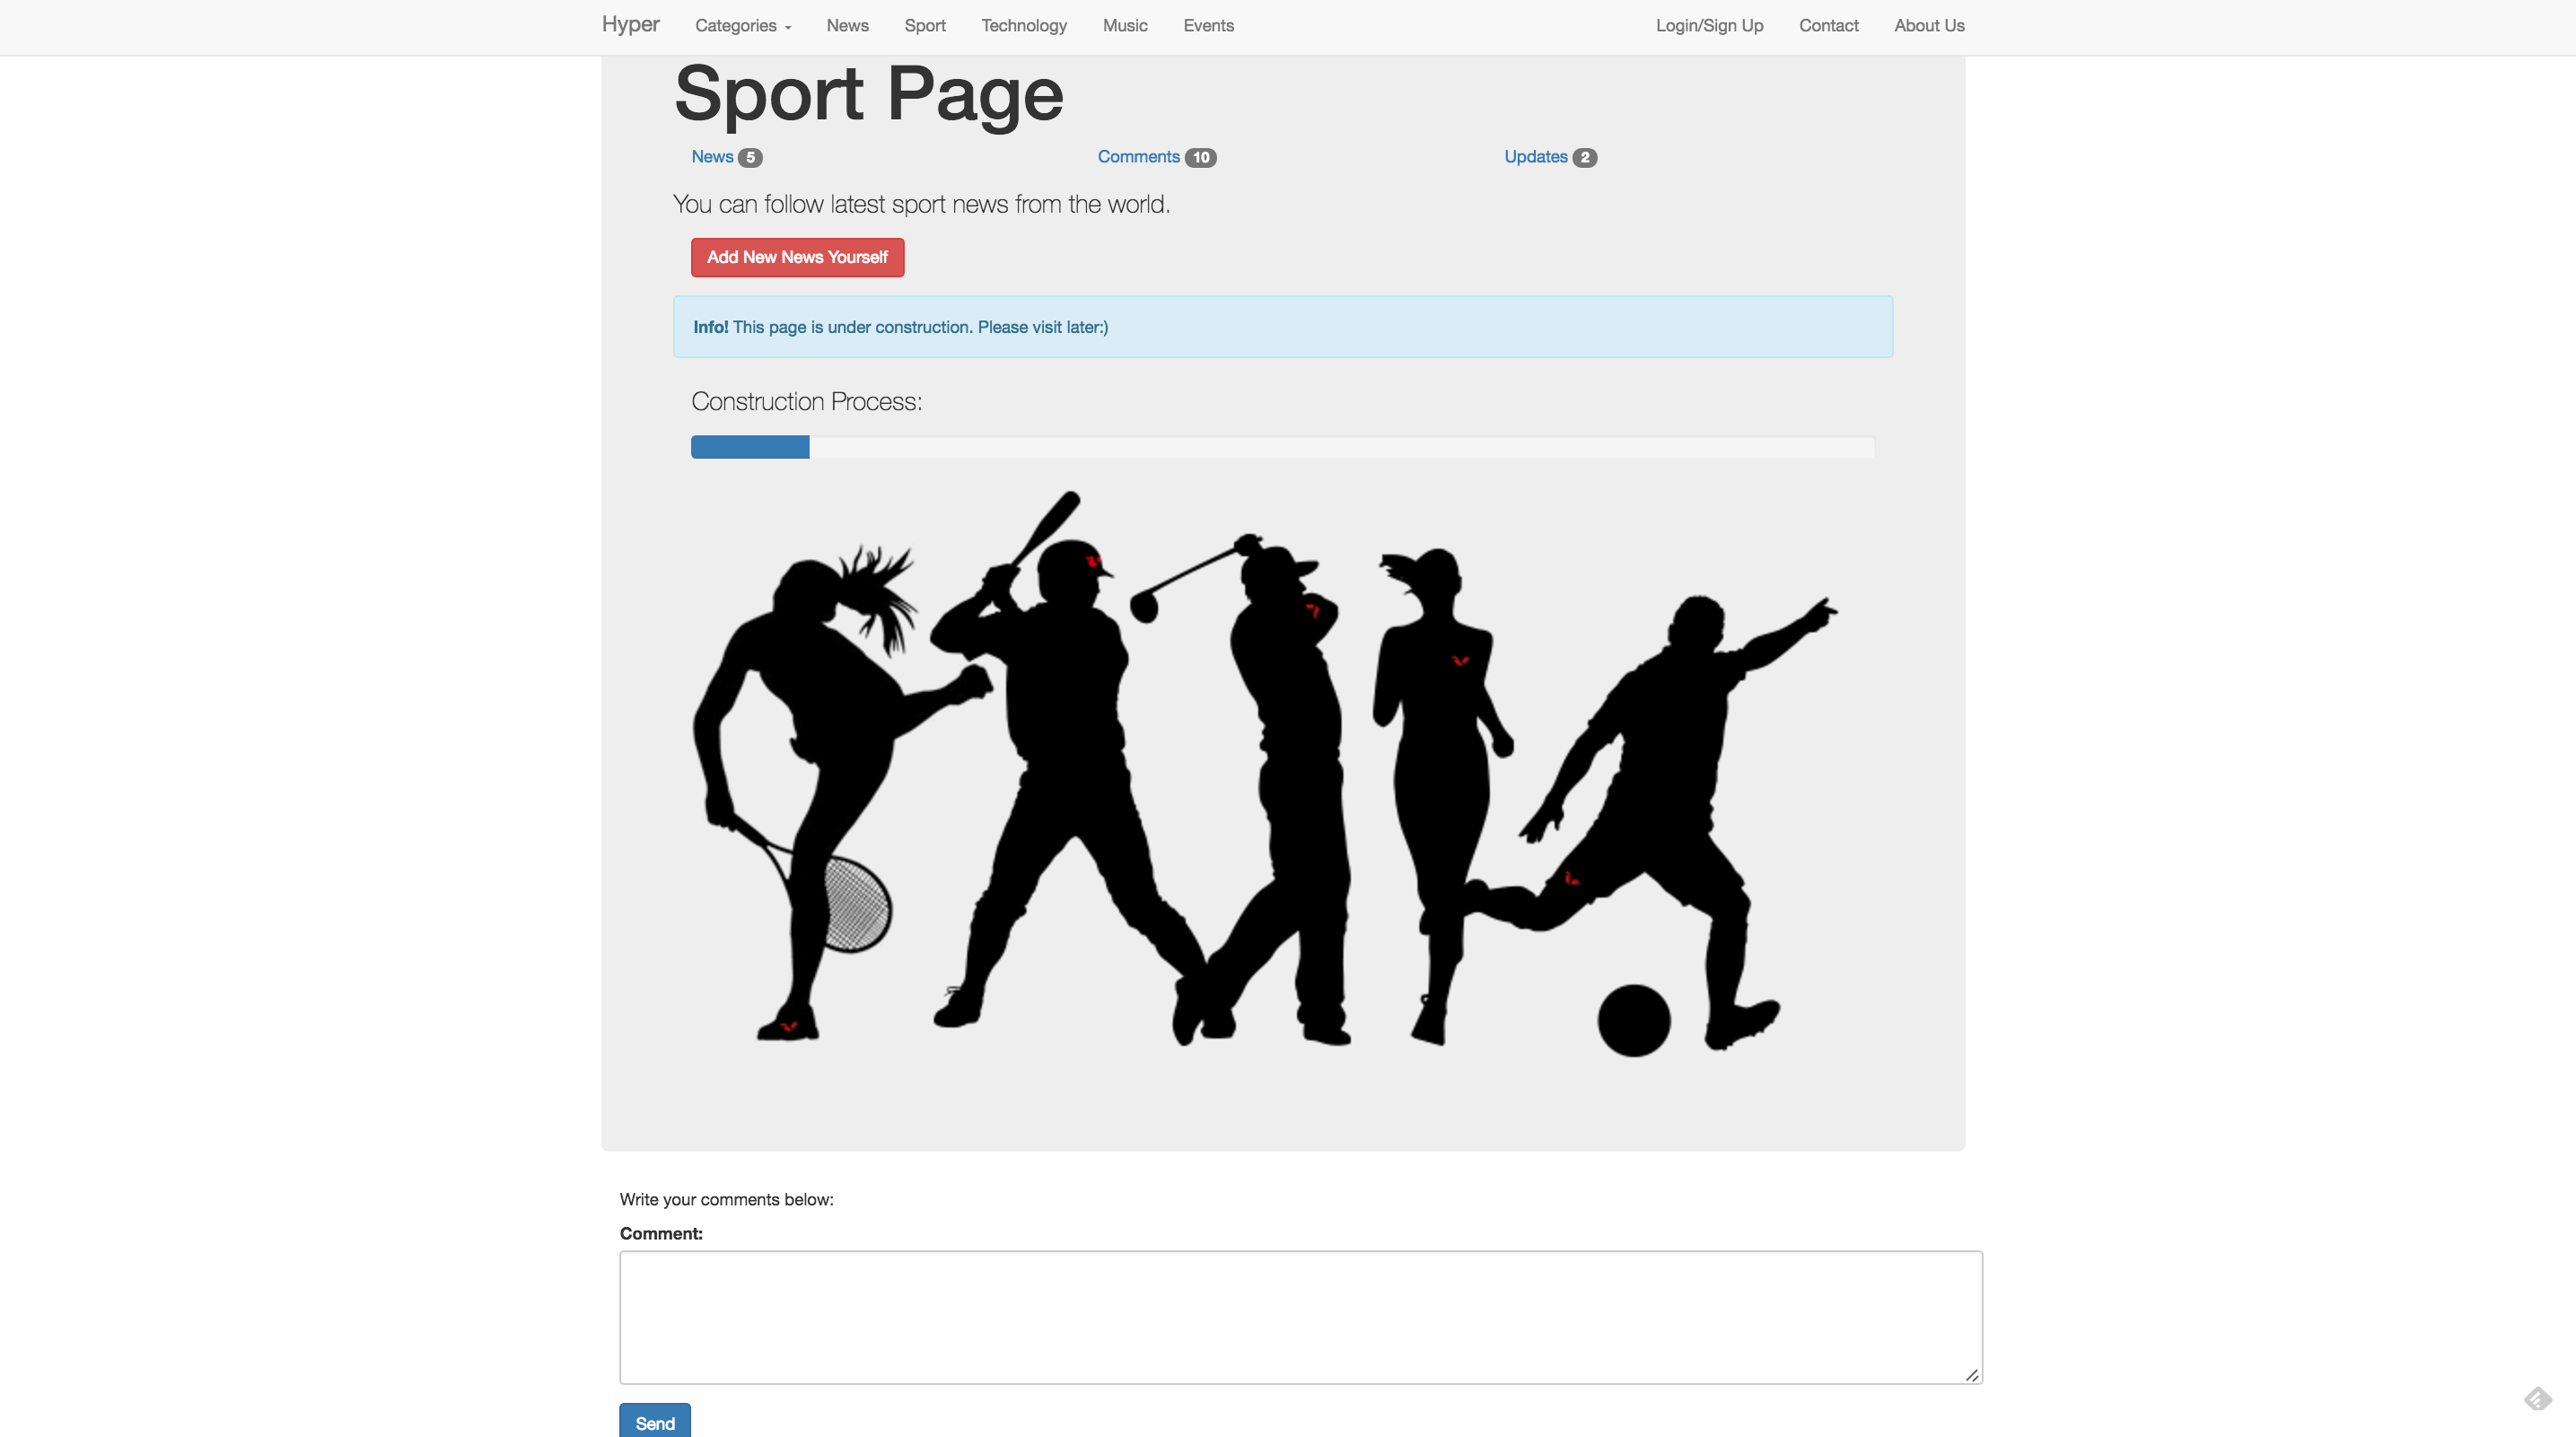 Hyper Categories News Sport Technology Music Events Login/Sign Up Contact About Us
Sport Page
News 5 Comments 10 Updates 2
You can follow latest sport news from the world.
Add New News Yourself
Info! This page is under construction. Please visit later:)
Construction Process:
Write your comments below:
Comment:
Send